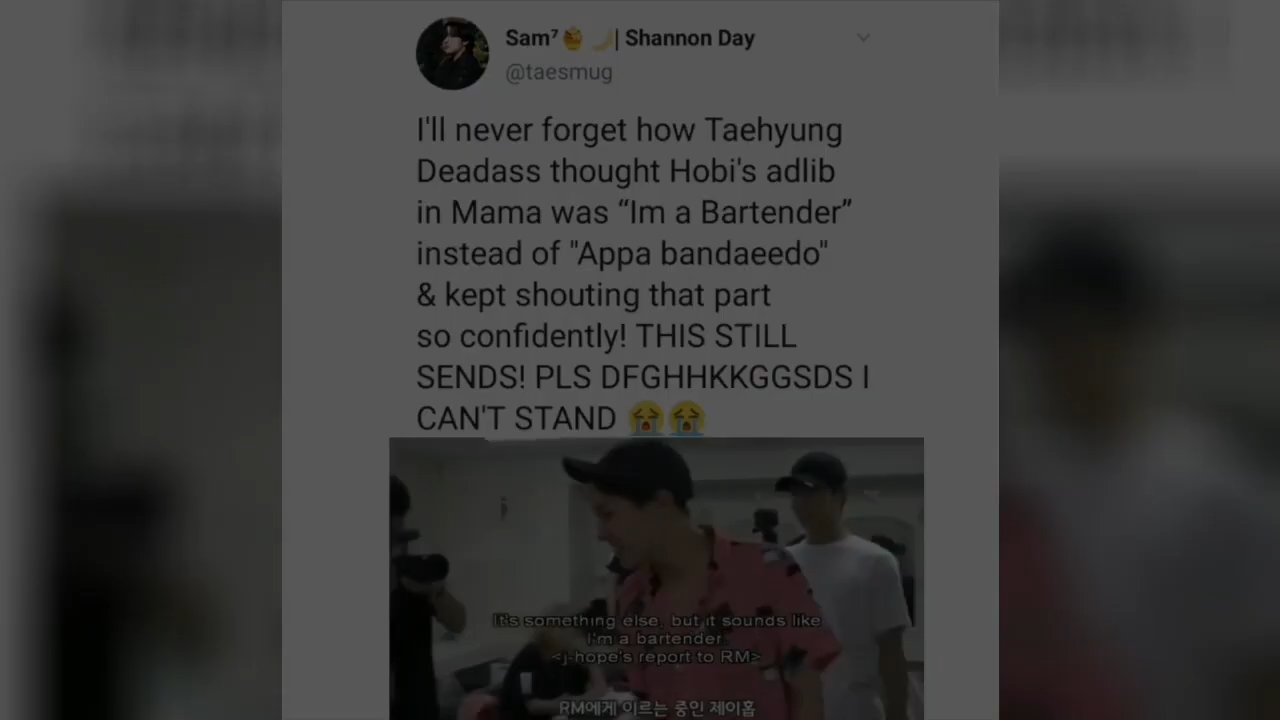 Sam⁷🍯 🌙| Shannon Day
@taesmug
I'll never forget how Taehyung
Deadass thought Hobi's adlib
in Mama was “Im a Bartender”
instead of "Appa bandaeedo"
& kept shouting that part
so confidently! THIS STILL
SENDS! PLS DFGHHKKGGSDS I
CAN'T STAND 😭😭
It's something else, but it sounds like
I'm a bartender.
<j-hope's report to RM>
RM에게 이르는 중인 제이홉